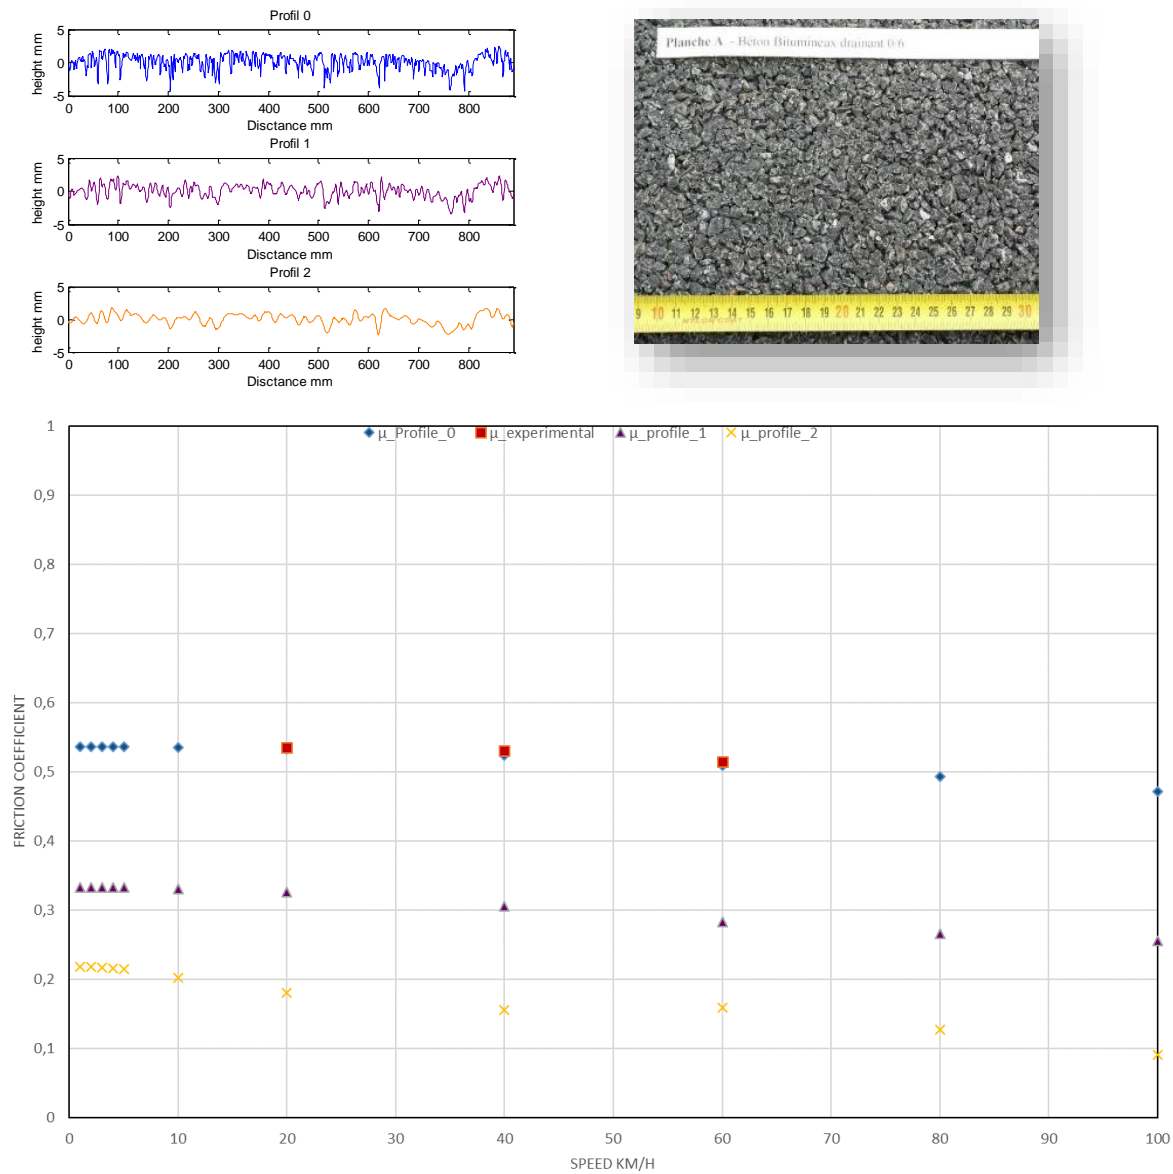 Profil 0
5
0
-5
height mm
0 100 200 300 400 500 600 700 800
Disctance mm
Profil 1
5
0
-5
height mm
0 100 200 300 400 500 600 700 800
Disctance mm
Profil 2
5
0
-5
height mm
0 100 200 300 400 500 600 700 800
Disctance mm
Planche A - Béton Bitumineax drainant 0/6
9 10 11 12 13 14 15 16 17 18 19 20 21 22 23 24 25 26 27 28 29 30
μ_Profile_0 μ_experimental μ_profile_1 μ_profile_2
1
0,9
0,8
0,7
0,6
0,5
0,4
0,3
0,2
0,1
0
FRICTION COEFFICIENT
0 10 20 30 40 50 60 70 80 90 100
SPEED KM/H